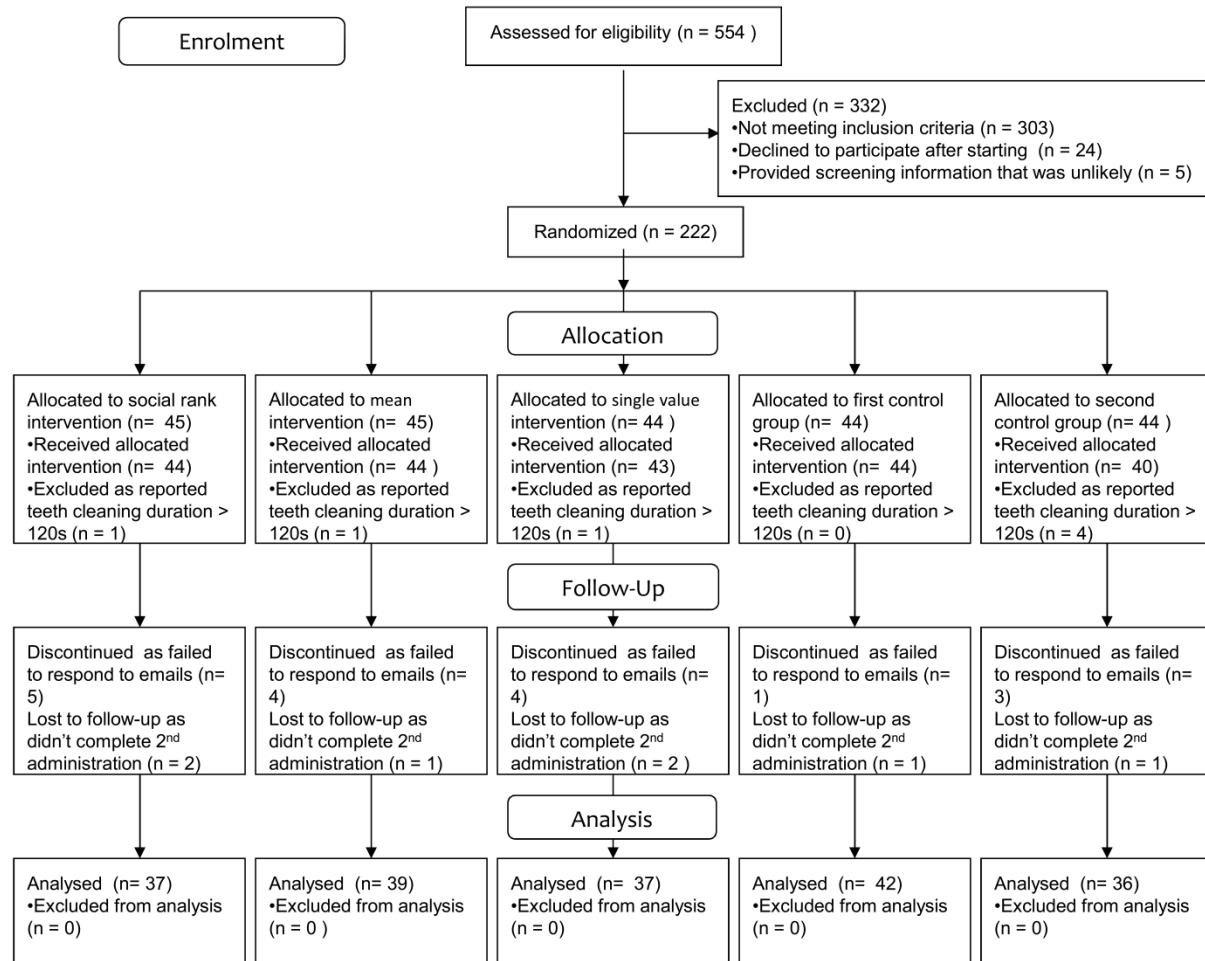 Enrolment
Assessed for eligibility (n = 554 )
Excluded (n = 332)
•Not meeting inclusion criteria (n = 303)
•Declined to participate after starting  (n = 24)
•Provided screening information that was unlikely (n = 5)
Randomized (n = 222)
Allocation
Allocated to social rank
intervention (n=  45)
•Received allocated
intervention (n=  44)
•Excluded as reported
teeth cleaning duration >
120s (n = 1)
Allocated to mean
intervention (n=  45)
•Received allocated
intervention (n=  44 )
•Excluded as reported
teeth cleaning duration >
120s (n = 1)
Allocated to single value
intervention (n=  44 )
•Received allocated
intervention (n=  43)
•Excluded as reported
teeth cleaning duration >
120s (n = 1)
Allocated to first control
group (n=  44)
•Received allocated
intervention (n=  44)
•Excluded as reported
teeth cleaning duration >
120s (n = 0)
Allocated to second
control group (n=  44 )
•Received allocated
intervention (n=  40)
•Excluded as reported
teeth cleaning duration >
120s (n = 4)
Follow-Up
Discontinued  as failed
to respond to emails (n=
5)
Lost to follow-up as
didn’t complete 2nd
administration (n = 2)
Discontinued  as failed
to respond to emails (n=
4)
Lost to follow-up as
didn’t complete 2nd
administration (n = 1)
Discontinued  as failed
to respond to emails (n=
4)
Lost to follow-up as
didn’t complete 2nd
administration (n = 2 )
Discontinued  as failed
to respond to emails (n=
1)
Lost to follow-up as
didn’t complete 2nd
administration (n = 1)
Discontinued  as failed
to respond to emails (n=
3)
Lost to follow-up as
didn’t complete 2nd
administration (n = 1)
Analysis
Analysed  (n= 37)
•Excluded from analysis
(n = 0)
Analysed  (n= 39)
•Excluded from analysis
(n = 0 )
Analysed  (n=  37)
•Excluded from analysis
(n = 0)
Analysed  (n=  42)
•Excluded from analysis
(n = 0)
Analysed  (n= 36)
•Excluded from analysis
(n = 0)